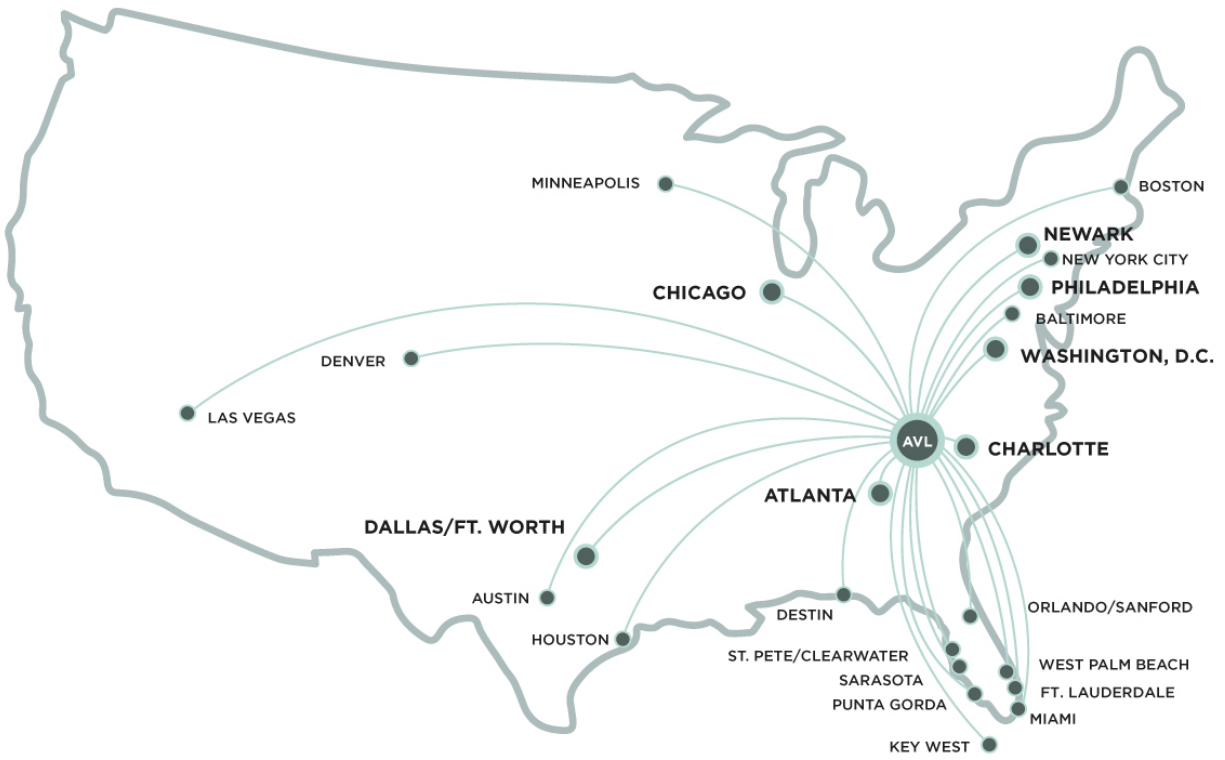 MINNEAPOLIS
BOSTON
NEWARK
NEW YORK CITY
CHICAGO
PHILADELPHIA
BALTIMORE
DENVER
WASHINGTON, D.C.
LAS VEGAS
AVL
CHARLOTTE
ATLANTA
DALLAS/FT. WORTH
AUSTIN
DESTIN
ORLANDO/SANFORD
HOUSTON
ST. PETE/CLEARWATER
WEST PALM BEACH
SARASOTA
FT. LAUDERDALE
PUNTA GORDA
MIAMI
KEY WEST